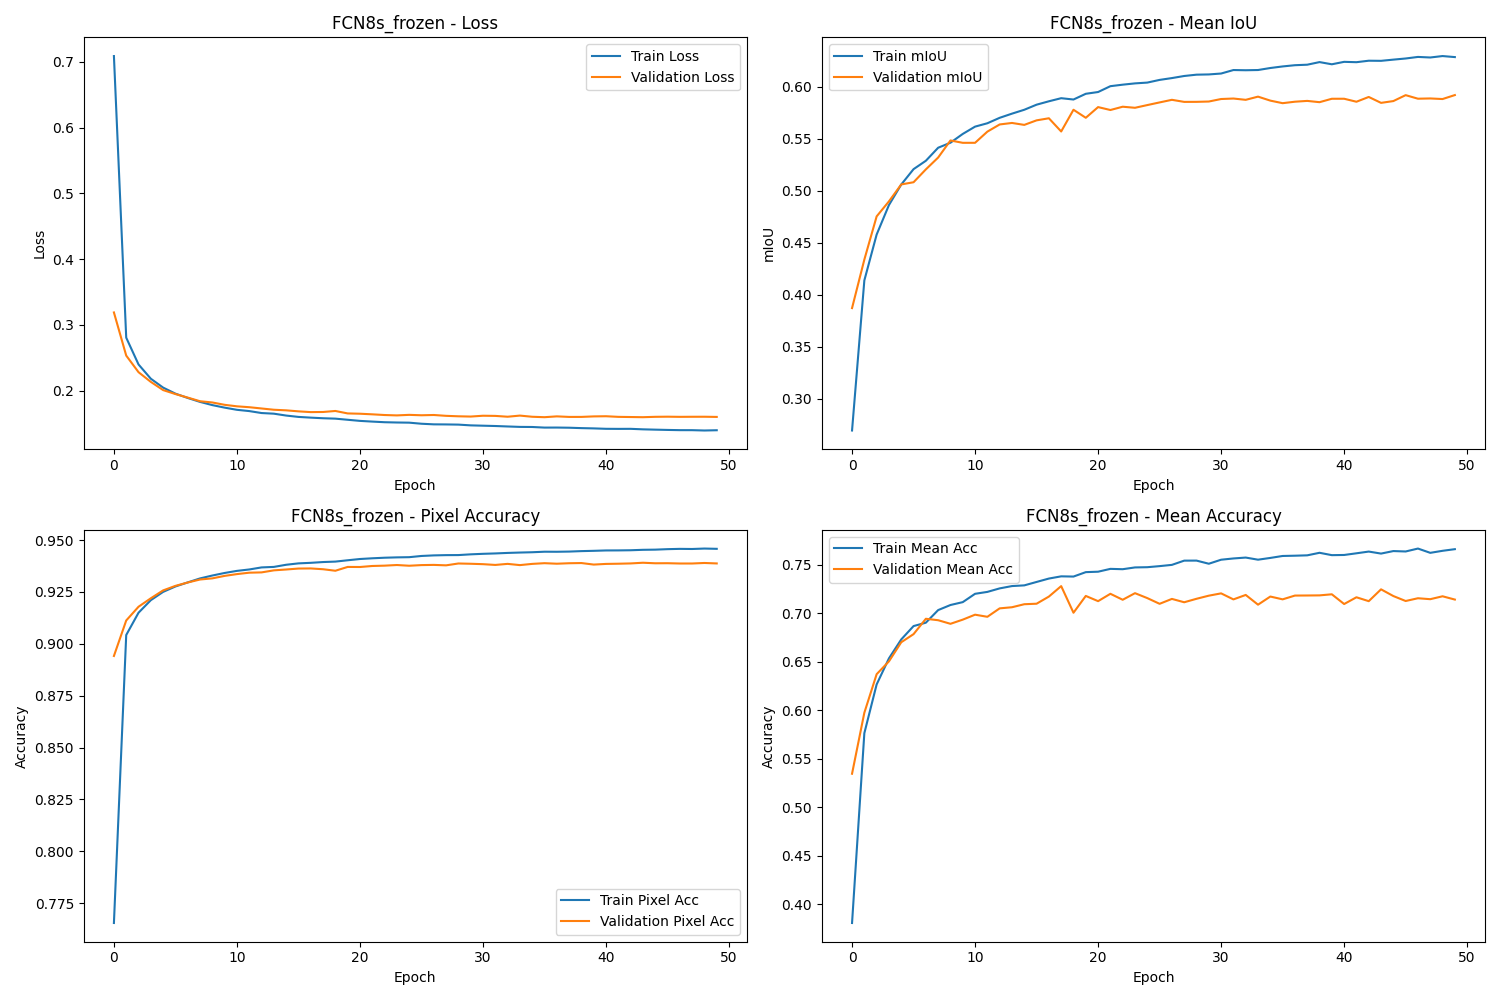 FCN8s_frozen - Loss
Train Loss
Validation Loss
0.7
0.6
0.5
0.4
0.3
0.2
Loss
0
10
20
30
40
50
Epoch
FCN8s_frozen - Mean IoU
Train mIoU
Validation mIoU
0.60
0.55
0.50
0.45
0.40
0.35
0.30
mIoU
0
10
20
30
40
50
Epoch
FCN8s_frozen - Pixel Accuracy
0.950
0.925
0.900
0.875
0.850
0.825
0.800
0.775
Accuracy
Train Pixel Acc
Validation Pixel Acc
0
10
20
30
40
50
Epoch
FCN8s_frozen - Mean Accuracy
Train Mean Acc
Validation Mean Acc
0.75
0.70
0.65
0.60
0.55
0.50
0.45
0.40
Accuracy
0
10
20
30
40
50
Epoch